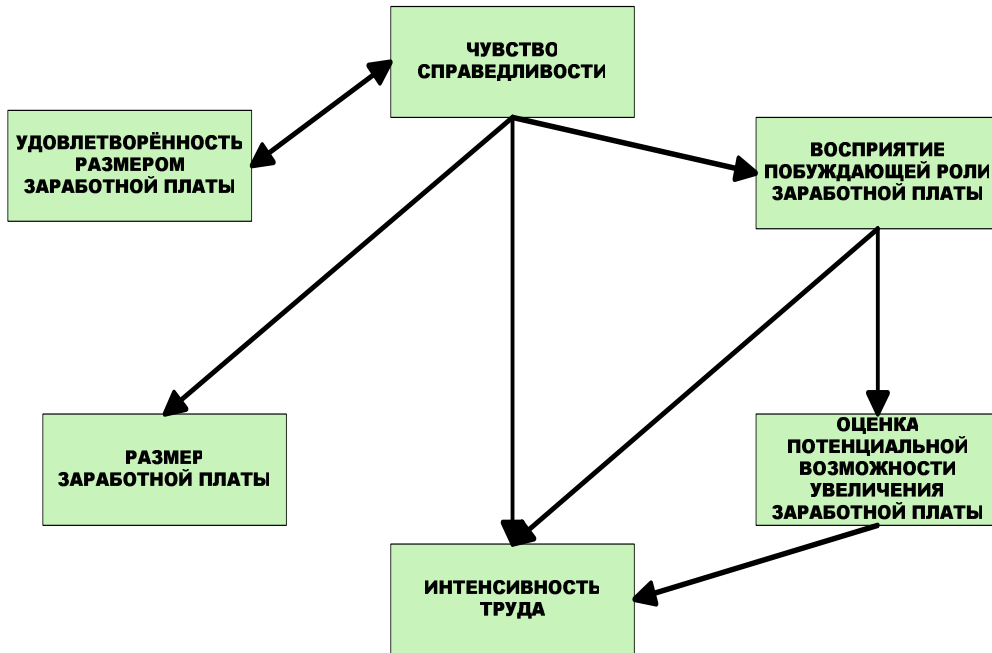 ЧУВСТВО
СПРАВЕДЛИВОСТИ
УДОВЛЕТВОРЁННОСТЬ
РАЗМЕРОМ
ЗАРАБОТНОЙ ПЛАТЫ
ВОСПРИЯТИЕ
ПОБУЖДАЮЩЕЙ РОЛИ
ЗАРАБОТНОЙ ПЛАТЫ
РАЗМЕР
ЗАРАБОТНОЙ ПЛАТЫ
ОЦЕНКА
ПОТЕНЦИАЛЬНОЙ
ВОЗМОЖНОСТИ
УВЕЛИЧЕНИЯ
ЗАРАБОТНОЙ ПЛАТЫ
ИНТЕНСИВНОСТЬ
ТРУДА